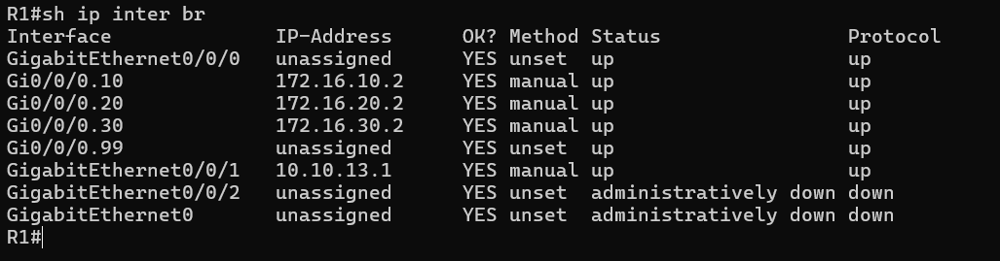 R1#sh ip inter br
Interface IP-Address OK? Method Status Protocol
GigabitEthernet0/0/0 unassigned YES unset up up
Gi0/0/0.10 172.16.10.2 YES manual up up
Gi0/0/0.20 172.16.20.2 YES manual up up
Gi0/0/0.30 172.16.30.2 YES manual up up
Gi0/0/0.99 unassigned YES unset up up
GigabitEthernet0/0/1 10.10.13.1 YES manual up up
GigabitEthernet0/0/2 unassigned YES unset administratively down down
GigabitEthernet0 unassigned YES unset administratively down down
R1#